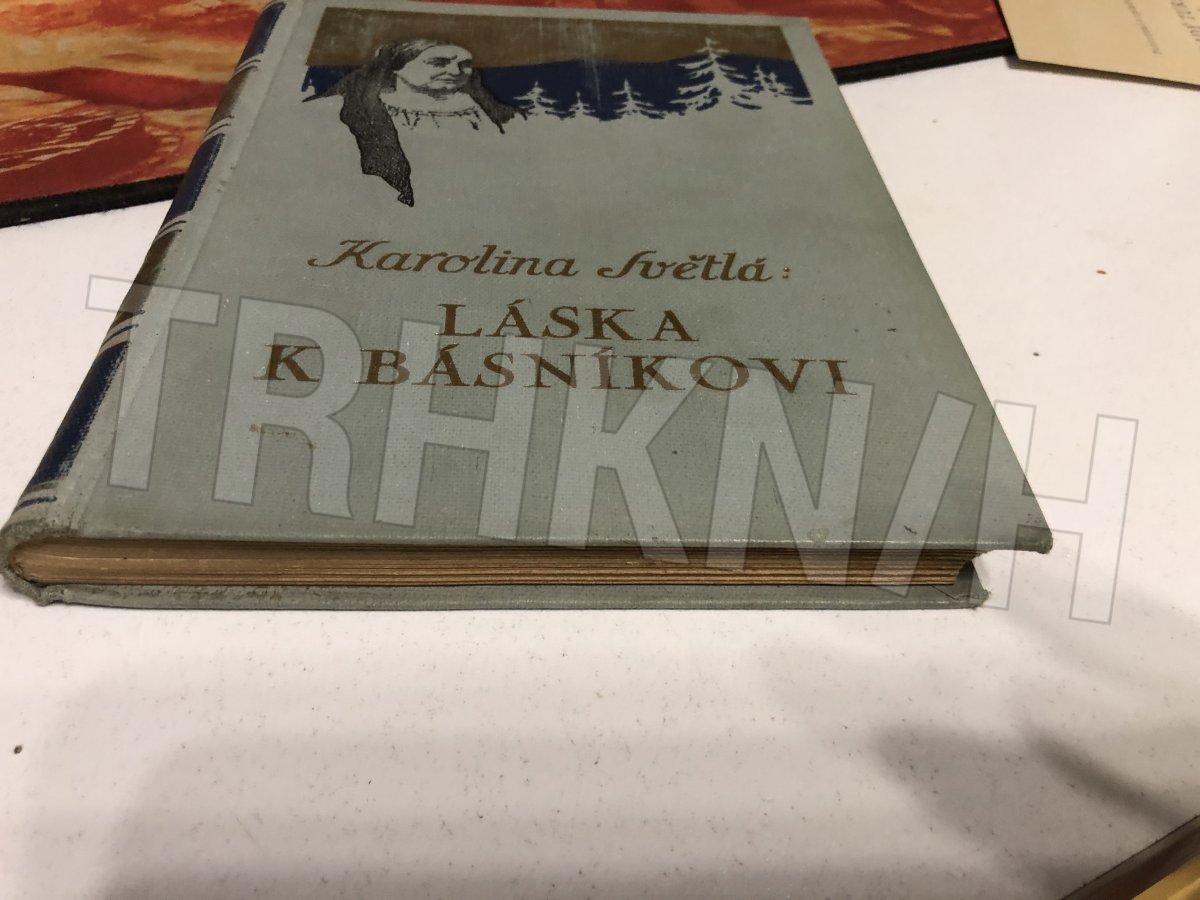 Karolina Světlá:
LÁSKA
K BÁSNÍKOVI
TRHKNIH